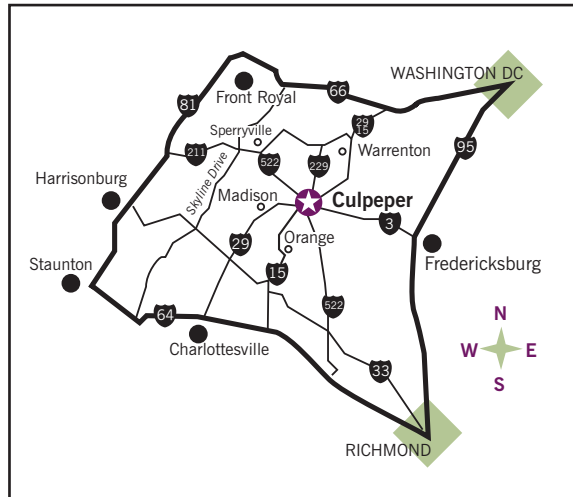 WASHINGTON DC
66
Front Royal
81
29
15
Sperryville
95
211
522
229
Warrenton
Skyline Drive
Harrisonburg
Madison
Culpeper
3
29
Orange
Fredericksburg
Staunton
15
522
64
N
Charlottesville
W E
33
S
RICHMOND